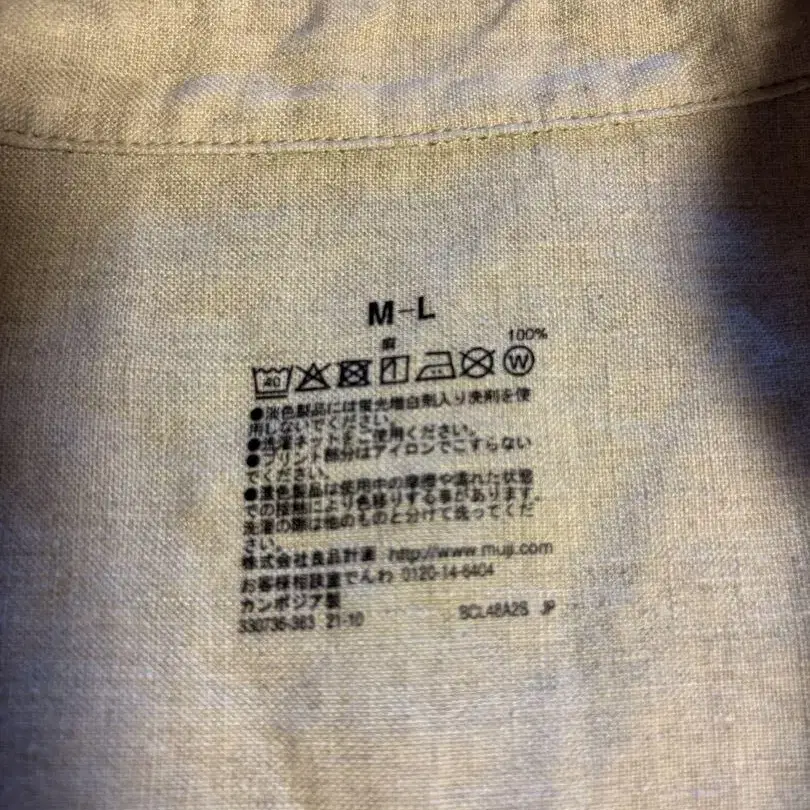 M-L
麻 100%
40 W
●淡色製品には蛍光増白剤入り洗剤を使
用しないでください。
●洗濯ネットをご使用ください。
●プリント部分はアイロンでこすらない
でください。
●濃色製品は使用中の摩擦や濡れた状態
での接触により色移りする事があります。
洗濯の際は他のものと分けて洗ってくだ
さい。
株式会社良品計画 http://www.muji.com
お客様相談室でんわ 0120-14-6404
カンボジア製
330736-383 21-10 BCL48A2S JP